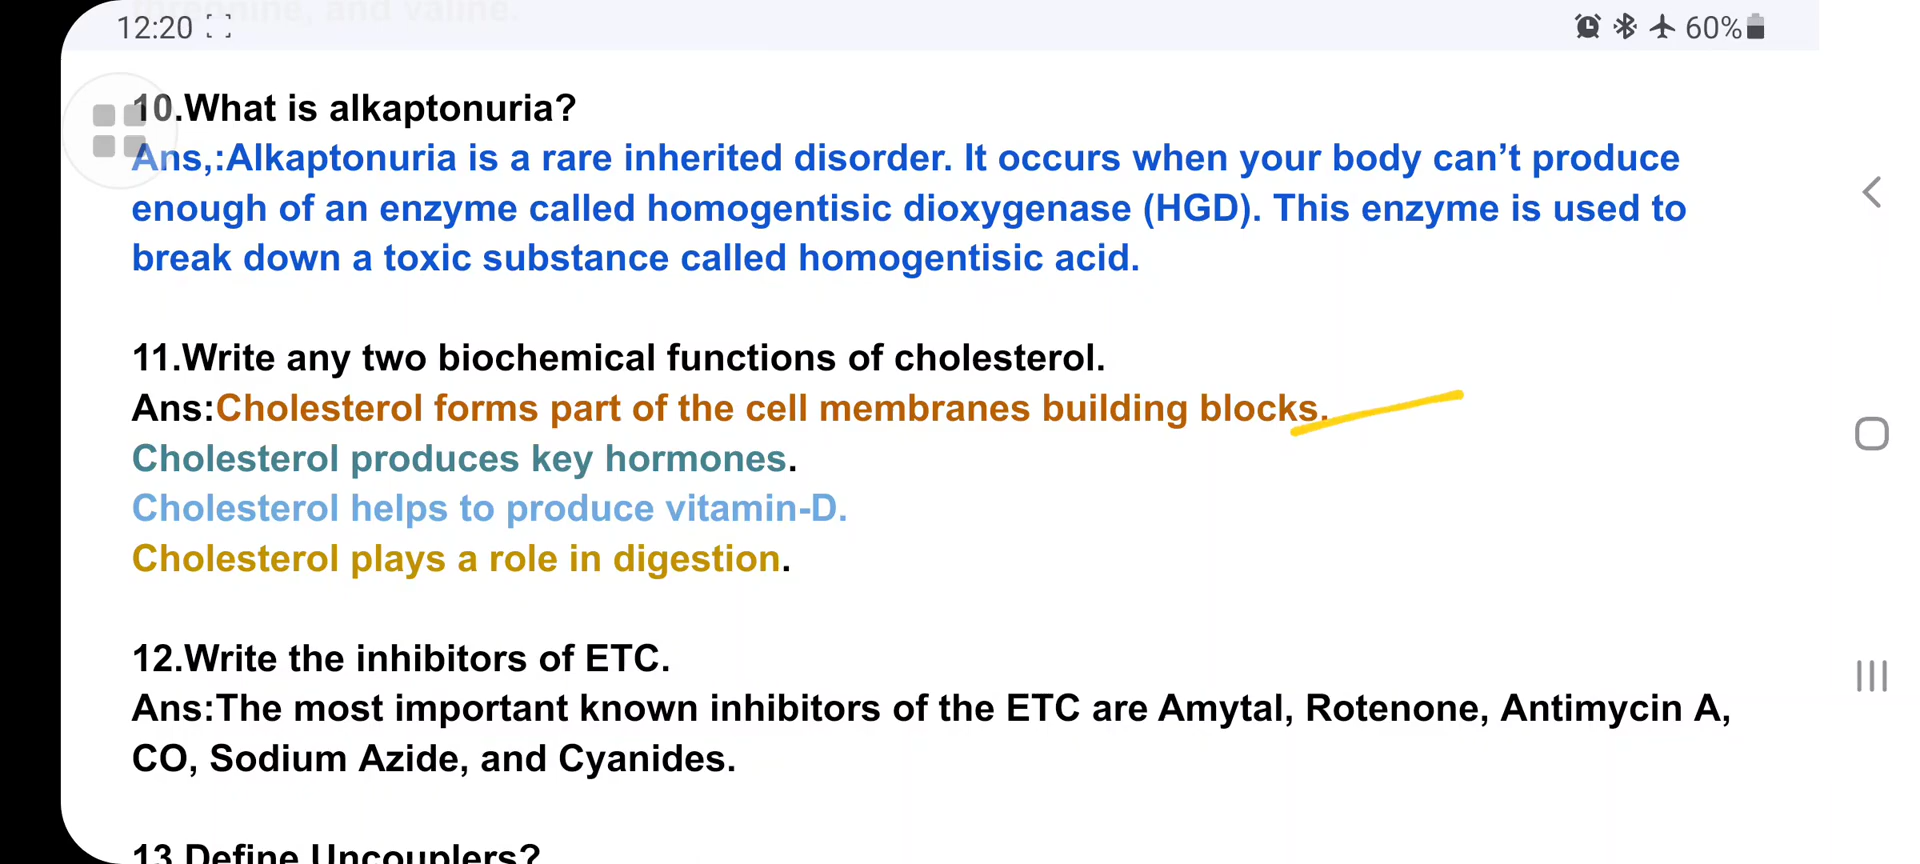 threonine, and valine.
12:20 60%
10.What is alkaptonuria?
Ans,:Alkaptonuria is a rare inherited disorder. It occurs when your body can’t produce
enough of an enzyme called homogentisic dioxygenase (HGD). This enzyme is used to
break down a toxic substance called homogentisic acid.
11.Write any two biochemical functions of cholesterol.
Ans:Cholesterol forms part of the cell membranes building blocks.
Cholesterol produces key hormones.
Cholesterol helps to produce vitamin-D.
Cholesterol plays a role in digestion.
12.Write the inhibitors of ETC.
Ans:The most important known inhibitors of the ETC are Amytal, Rotenone, Antimycin A,
CO, Sodium Azide, and Cyanides.
13.Define Uncouplers?